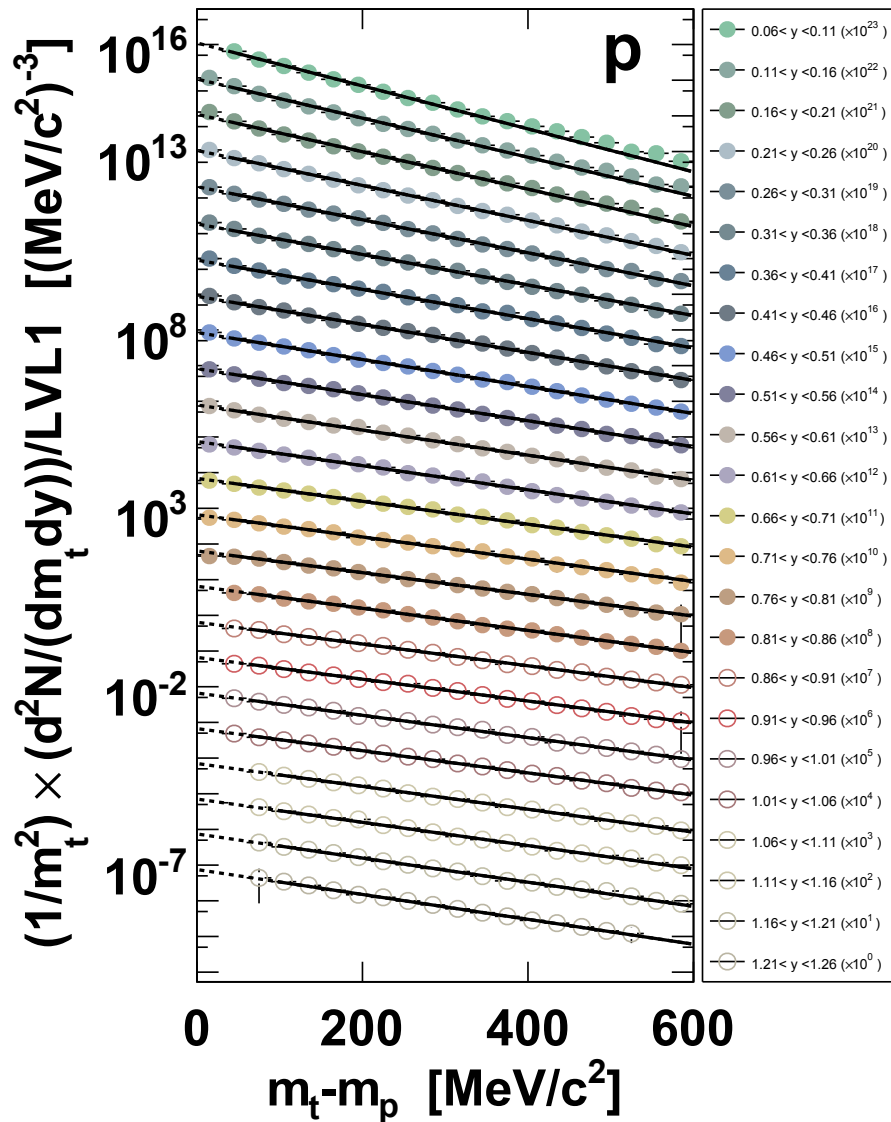 (1/m_t^2) × (d^2N/(dm_t dy))/LVL1 [(MeV/c^2)^-3]
10^16
10^13
10^8
10^3
10^-2
10^-7
p
0 200 400 600
m_t-m_p [MeV/c^2]
0.06< y <0.11 (×10^23)
0.11< y <0.16 (×10^22)
0.16< y <0.21 (×10^21)
0.21< y <0.26 (×10^20)
0.26< y <0.31 (×10^19)
0.31< y <0.36 (×10^18)
0.36< y <0.41 (×10^17)
0.41< y <0.46 (×10^16)
0.46< y <0.51 (×10^15)
0.51< y <0.56 (×10^14)
0.56< y <0.61 (×10^13)
0.61< y <0.66 (×10^12)
0.66< y <0.71 (×10^11)
0.71< y <0.76 (×10^10)
0.76< y <0.81 (×10^9)
0.81< y <0.86 (×10^8)
0.86< y <0.91 (×10^7)
0.91< y <0.96 (×10^6)
0.96< y <1.01 (×10^5)
1.01< y <1.06 (×10^4)
1.06< y <1.11 (×10^3)
1.11< y <1.16 (×10^2)
1.16< y <1.21 (×10^1)
1.21< y <1.26 (×10^0)